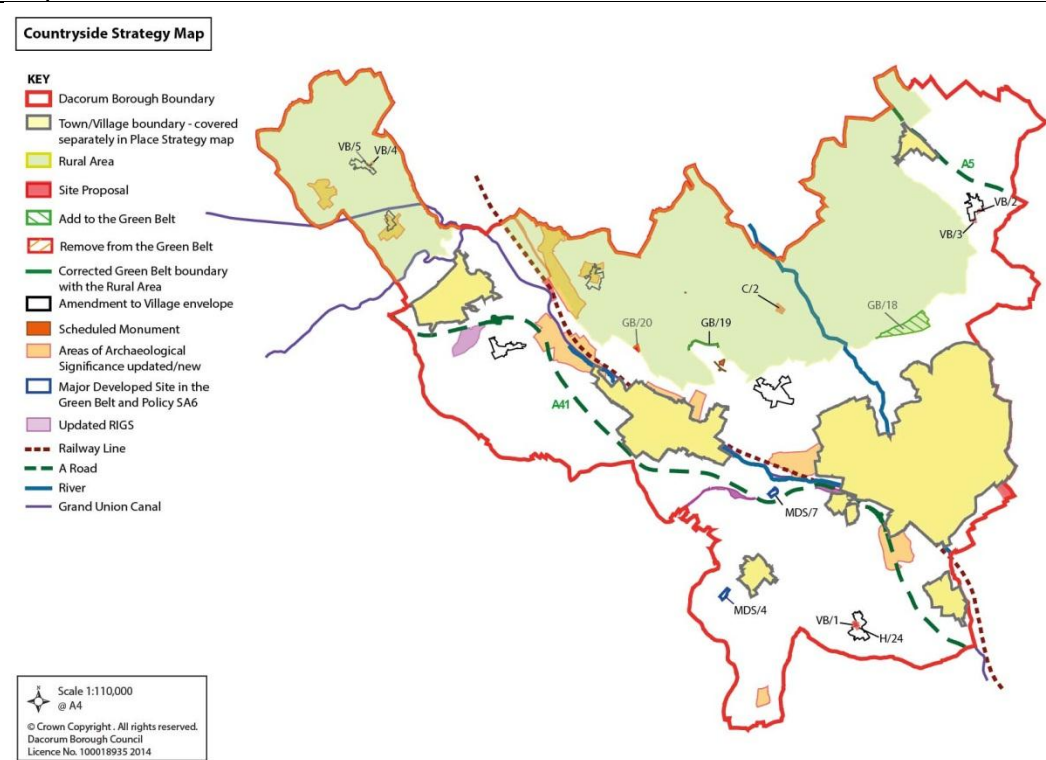 Countryside Strategy Map
KEY
Dacorum Borough Boundary
Town/Village boundary - covered
separately in Place Strategy map
Rural Area
Site Proposal
Add to the Green Belt
Remove from the Green Belt
Corrected Green Belt boundary
with the Rural Area
Amendment to Village envelope
Scheduled Monument
Areas of Archaeological
Significance updated/new
Major Developed Site in the
Green Belt and Policy SA6
Updated RIGS
Railway Line
A Road
River
Grand Union Canal
VB/5
VB/4
A5
VB/2
VB/3
C/2
GB/18
GB/20
GB/19
A41
MDS/7
MDS/4
VB/1
H/24
N
Scale 1:110,000
@ A4
© Crown Copyright . All rights reserved.
Dacorum Borough Council
Licence No. 100018935 2014